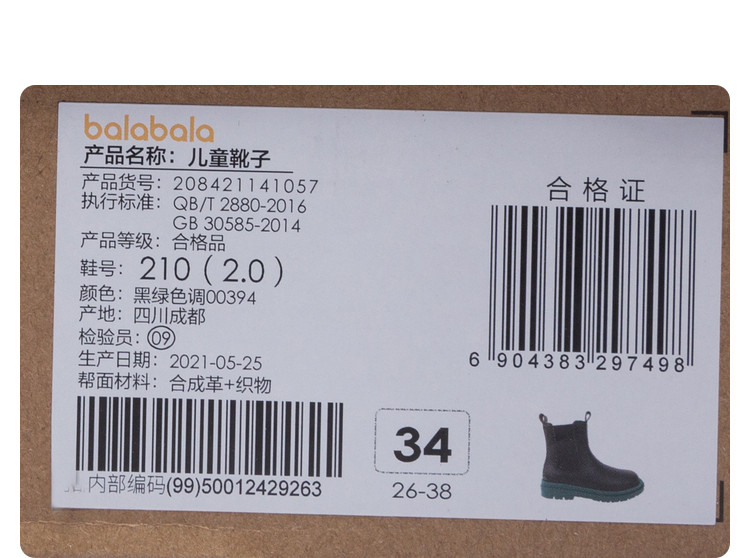 balabala
产品名称：儿童靴子
产品货号：208421141057
执行标准：QB/T 2880-2016
GB 30585-2014
产品等级：合格品
鞋号：210（2.0）
颜色：黑绿色调00394
产地：四川成都
检验员：09
生产日期：2021-05-25
帮面材料：合成革+织物
内部编码(99)50012429263
34
26-38
合格证
6 904383 297498